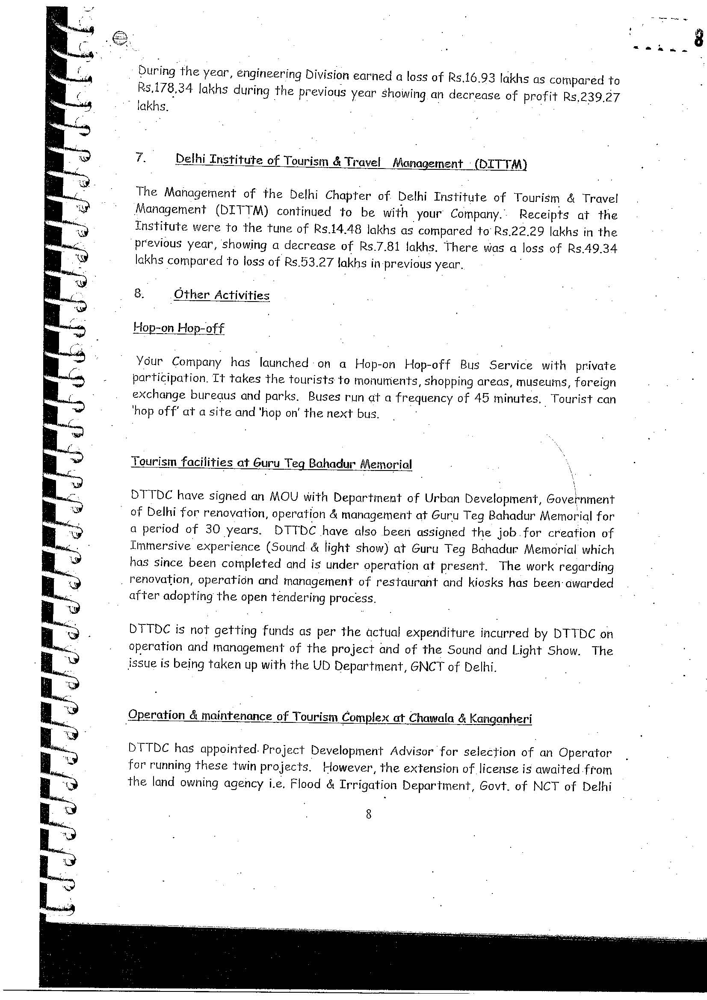 8
During the year, engineering Division earned a loss of Rs.16.93 lakhs as compared to
Rs.178.34 lakhs during the previous year showing an decrease of profit Rs.239.27
lakhs.
7. Delhi Institute of Tourism & Travel Management (DITTM)
The Management of the Delhi Chapter of Delhi Institute of Tourism & Travel
Management (DITTM) continued to be with your Company. Receipts at the
Institute were to the tune of Rs.14.48 lakhs as compared to Rs.22.29 lakhs in the
previous year, showing a decrease of Rs.7.81 lakhs. There was a loss of Rs.49.34
lakhs compared to loss of Rs.53.27 lakhs in previous year.
8. Other Activities
Hop-on Hop-off
Your Company has launched on a Hop-on Hop-off Bus Service with private
participation. It takes the tourists to monuments, shopping areas, museums, foreign
exchange bureaus and parks. Buses run at a frequency of 45 minutes. Tourist can
'hop off' at a site and 'hop on' the next bus.
Tourism facilities at Guru Teg Bahadur Memorial
DTTDC have signed an MOU with Department of Urban Development, Government
of Delhi for renovation, operation & management at Guru Teg Bahadur Memorial for
a period of 30 years. DTTDC have also been assigned the job for creation of
Immersive experience (Sound & light show) at Guru Teg Bahadur Memorial which
has since been completed and is under operation at present. The work regarding
renovation, operation and management of restaurant and kiosks has been awarded
after adopting the open tendering process.
DTTDC is not getting funds as per the actual expenditure incurred by DTTDC on
operation and management of the project and of the Sound and Light Show. The
issue is being taken up with the UD Department, GNCT of Delhi.
Operation & maintenance of Tourism Complex at Chawala & Kanganheri
DTTDC has appointed Project Development Advisor for selection of an Operator
for running these twin projects. However, the extension of license is awaited from
the land owning agency i.e. Flood & Irrigation Department, Govt. of NCT of Delhi
8